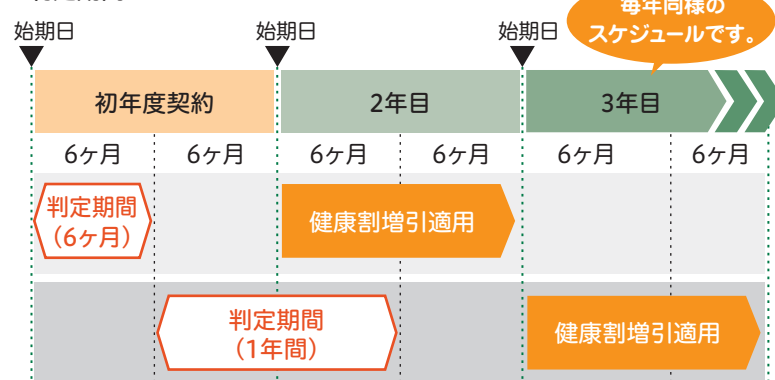 毎年同様の
スケジュールです。
始期日
始期日
始期日
初年度契約
2年目
3年目
6ヶ月
6ヶ月
6ヶ月
6ヶ月
6ヶ月
6ヶ月
判定期間
（6ヶ月）
健康割増引適用
判定期間
（1年間）
健康割増引適用